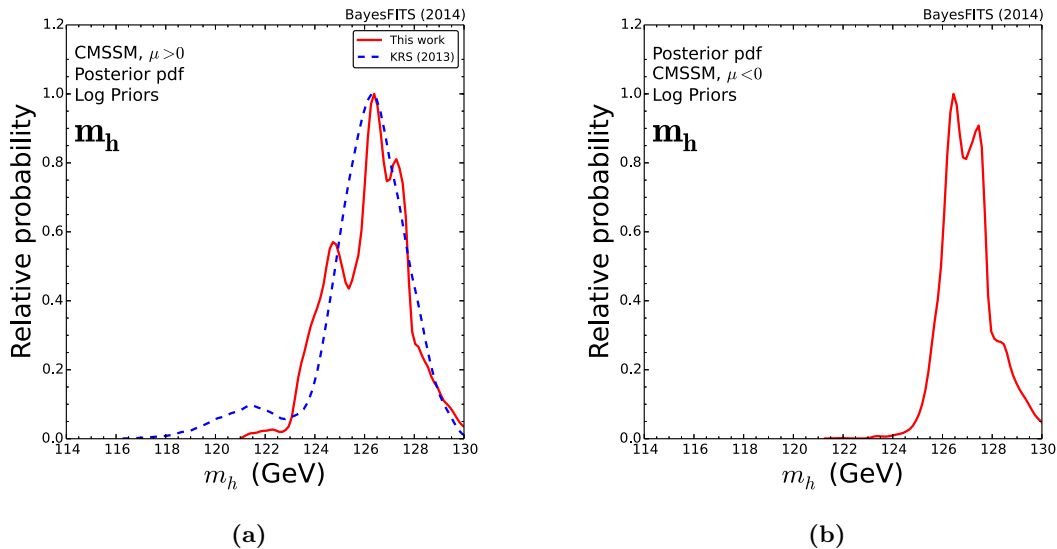 BayesFITS (2014)
1.2
1.0
0.8
0.6
0.4
0.2
0.0
Relative probability
CMSSM, μ>0
Posterior pdf
Log Priors
m_h
This work
KRS (2013)
114 116 118 120 122 124 126 128 130
m_h (GeV)
(a)
BayesFITS (2014)
1.2
1.0
0.8
0.6
0.4
0.2
0.0
Relative probability
Posterior pdf
CMSSM, μ<0
Log Priors
m_h
114 116 118 120 122 124 126 128 130
m_h (GeV)
(b)